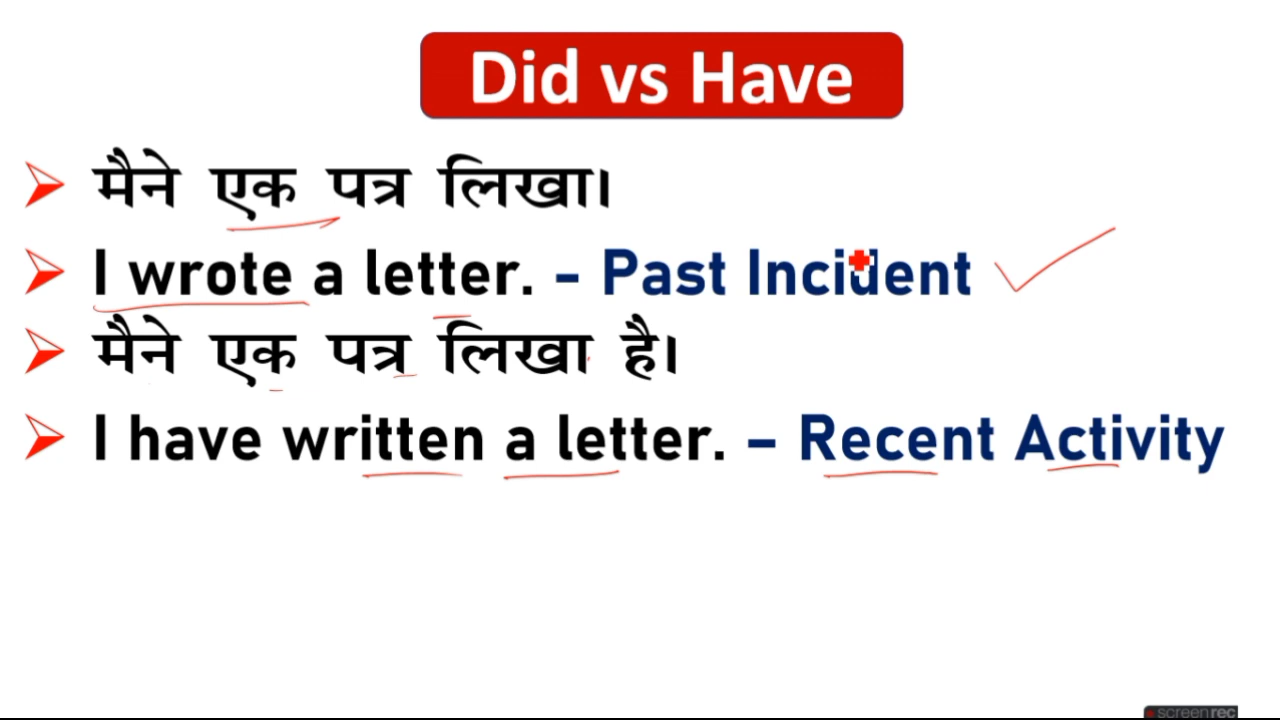 Did vs Have
मैने एक पत्र लिखा।
I wrote a letter. - Past Incident
मैने एक पत्र लिखा है।
I have written a letter. – Recent Activity
screenrec